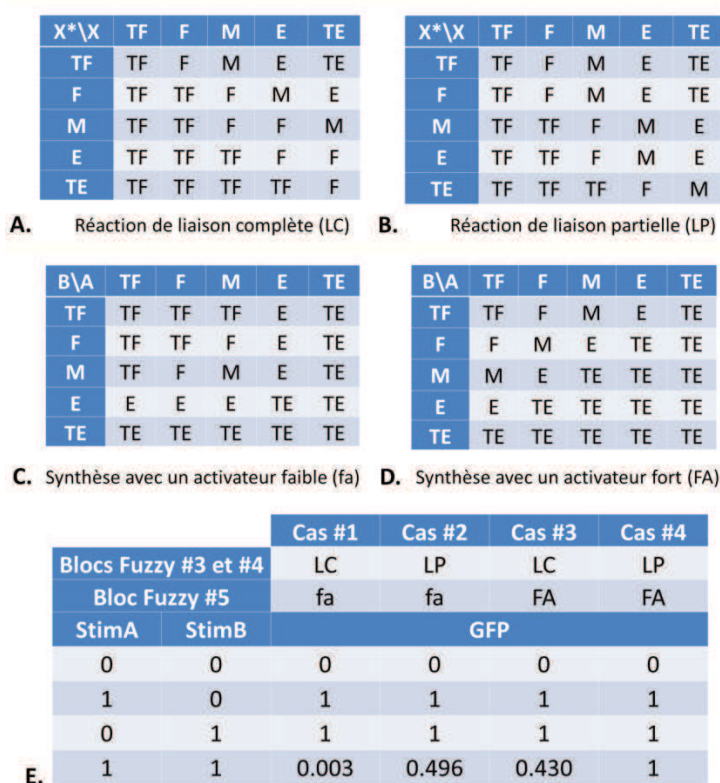 X*\X TF F M E TE
TF TF F M E TE
F TF TF F M E
M TF TF F F M
E TF TF TF F F
TE TF TF TF TF F
A. Réaction de liaison complète (LC)
X*\X TF F M E TE
TF TF F M E TE
F TF F M E TE
M TF TF F M E
E TF TF F M E
TE TF TF TF F M
B. Réaction de liaison partielle (LP)
B\A TF F M E TE
TF TF TF TF E TE
F TF TF F E TE
M TF F M E TE
E E E E TE TE
TE TE TE TE TE TE
C. Synthèse avec un activateur faible (fa)
B\A TF F M E TE
TF TF F M E TE
F F M E TE TE
M M E TE TE TE
E E TE TE TE TE
TE TE TE TE TE TE
D. Synthèse avec un activateur fort (FA)
Cas #1 Cas #2 Cas #3 Cas #4
Blocs Fuzzy #3 et #4 LC LP LC LP
Bloc Fuzzy #5 fa fa FA FA
StimA StimB GFP
0 0 0 0 0 0
1 0 1 1 1 1
0 1 1 1 1 1
1 1 0.003 0.496 0.430 1
E.